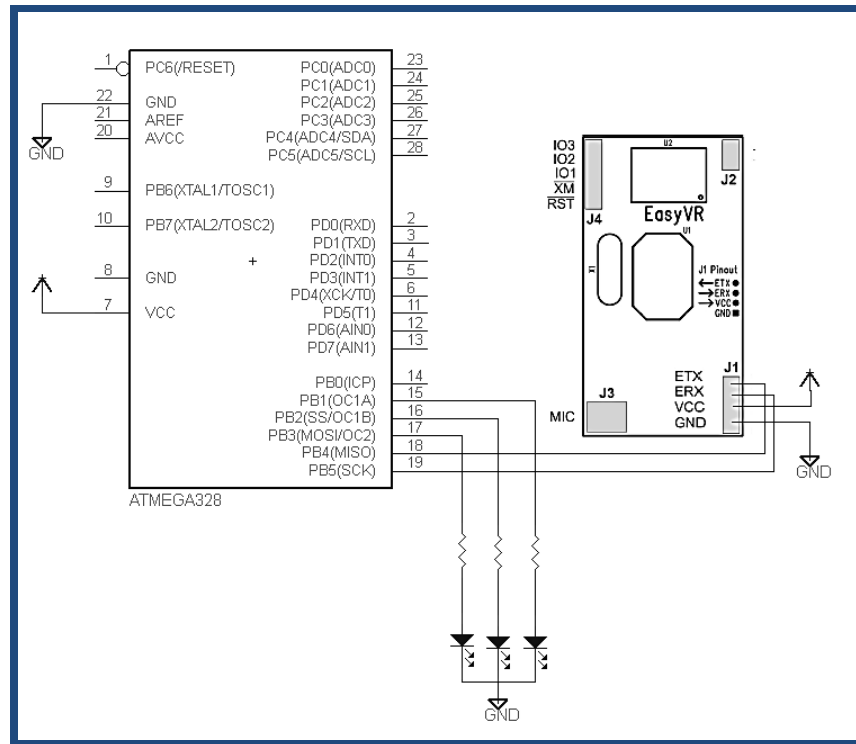 1 PC6(/RESET) PC0(ADC0) 23
PC1(ADC1) 24
22 GND PC2(ADC2) 25
21 AREF PC3(ADC3) 26
20 AVCC PC4(ADC4/SDA) 27
GND
PC5(ADC5/SCL) 28
9 PB6(XTAL1/TOSC1)
10 PB7(XTAL2/TOSC2) PD0(RXD) 2
PD1(TXD) 3
PD2(INT0) 4
8 GND PD3(INT1) 5
PD4(XCK/T0) 6
7 VCC PD5(T1) 11
PD6(AIN0) 12
PD7(AIN1) 13
PB0(ICP) 14
PB1(OC1A) 15
PB2(SS/OC1B) 16
PB3(MOSI/OC2) 17
PB4(MISO) 18
PB5(SCK) 19
ATMEGA328
IO3
IO2
IO1
XM
RST
J4
U2
J2
EasyVR
U1
X1
J1 Pinout
ETX
ERX
VCC
GND
J3
MIC
J1
ETX
ERX
VCC
GND
GND
GND